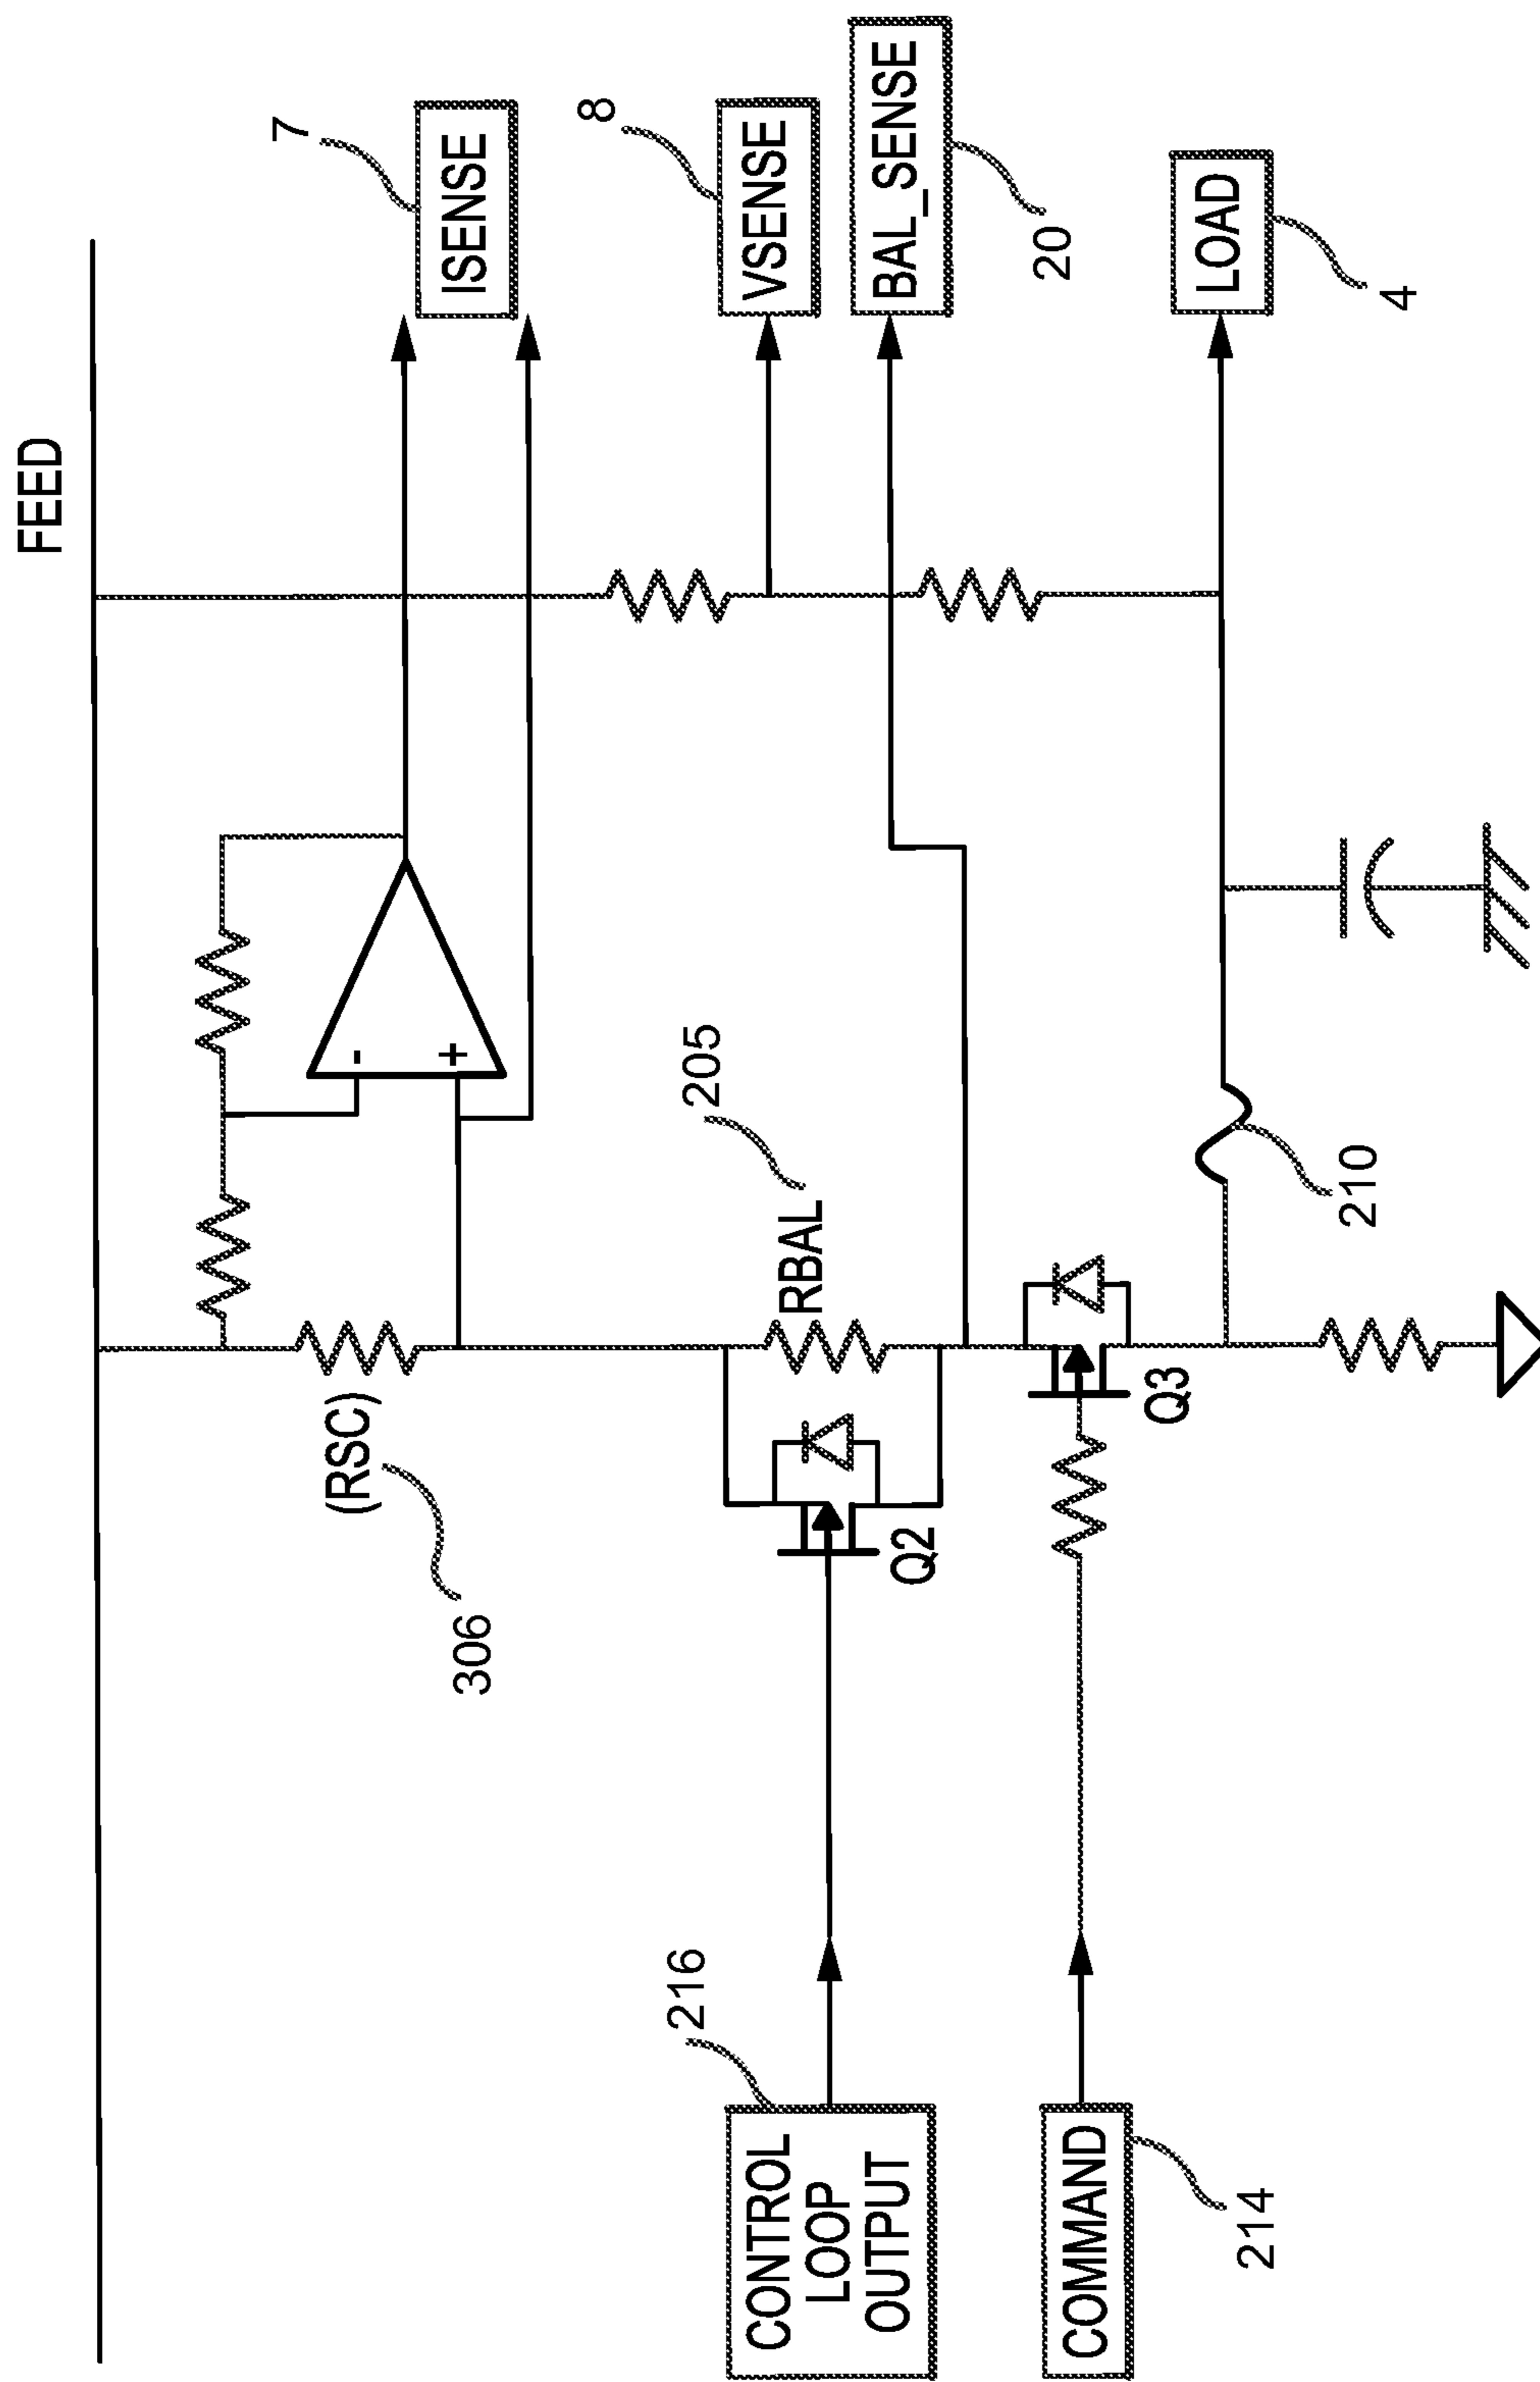 FEED
7
ISENSE
8
VSENSE
BAL_SENSE
20
LOAD
4
-
+
(RSC)
306
205
RBAL
Q2
Q3
210
216
CONTROL
LOOP
OUTPUT
COMMAND
214